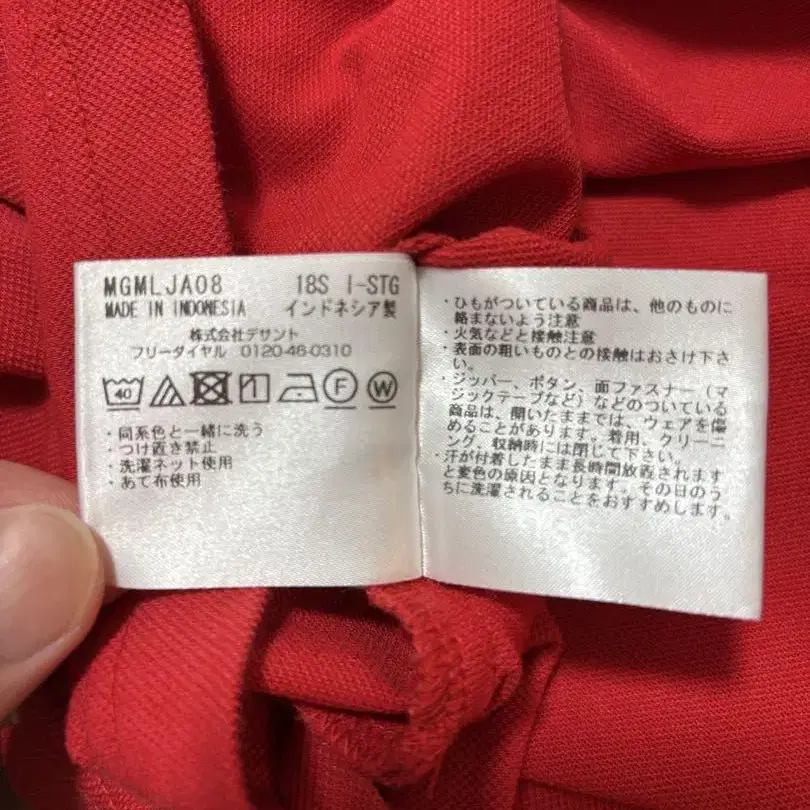 MGMLJA08 18S I-STG
MADE IN INDONESIA インドネシア製
株式会社デサント
フリーダイヤル 0120-46-0310
40 F W
・同系色と一緒に洗う
・つけ置き禁止
・洗濯ネット使用
・あて布使用
・ひもがついている商品は、他のものに
絡まないよう注意
・火気などと接触注意
・表面の粗いものとの接触はおさけ下さ
い。
・ジッパー、ボタン、面ファスナー（マ
ジックテープなど）などのついている
商品は、開いたままでは、ウェアを傷
めることがあります。着用、クリーニ
ング、収納時には閉じて下さい。
・汗が付着したまま長時間放置されます
と変色の原因となります。その日のう
ちに洗濯されることをおすすめします。